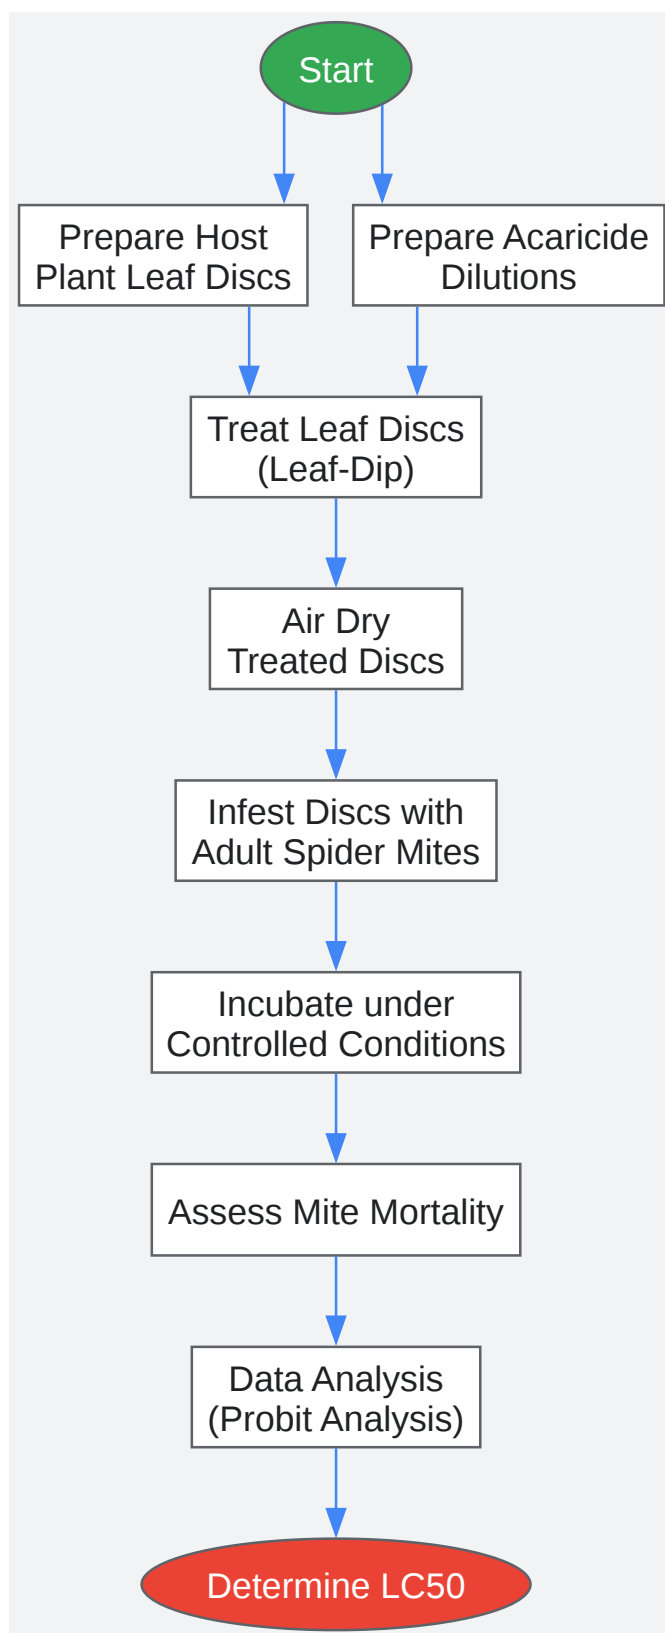 Start
Prepare Host
Plant Leaf Discs
Prepare Acaricide
Dilutions
Treat Leaf Discs
(Leaf-Dip)
Air Dry
Treated Discs
Infest Discs with
Adult Spider Mites
Incubate under
Controlled Conditions
Assess Mite Mortality
Data Analysis
(Probit Analysis)
Determine LC50